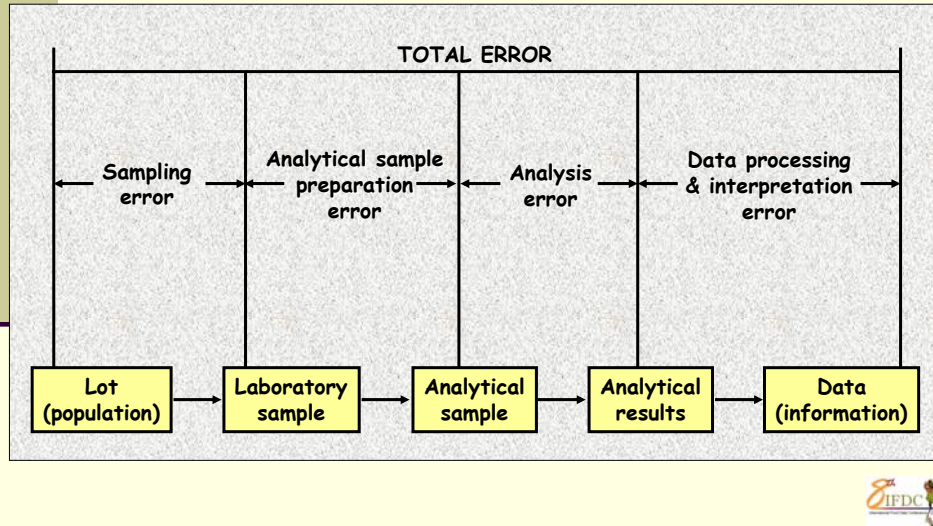 TOTAL ERROR
Sampling
error
Analytical sample
preparation
error
Analysis
error
Data processing
& interpretation
error
Lot
(population)
Laboratory
sample
Analytical
sample
Analytical
results
Data
(information)
8th
IFDC